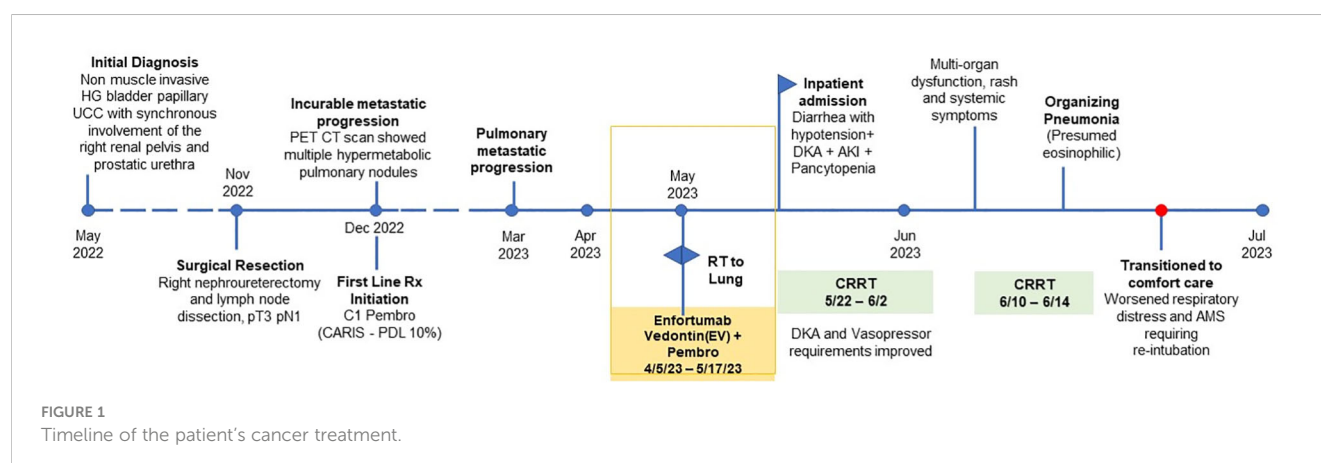 Initial Diagnosis
Non muscle invasive
HG bladder papillary
UCC with synchronous
involvement of the
right renal pelvis and
prostatic urethra
May
2022
Nov
2022
Surgical Resection
Right nephroureterectomy
and lymph node
dissection, pT3 pN1
Incurable metastatic
progression
PET CT scan showed
multiple hypermetabolic
pulmonary nodules
Dec 2022
First Line Rx
Initiation
C1 Pembro
(CARIS - PDL 10%)
Pulmonary
metastatic
progression
Mar
2023
Apr
2023
May
2023
RT to
Lung
Enfortumab
Vedontin(EV) +
Pembro
4/5/23 – 5/17/23
Inpatient
admission
Diarrhea with
hypotension+
DKA + AKI +
Pancytopenia
Jun
2023
CRRT
5/22 – 6/2
DKA and Vasopressor
requirements improved
Multi-organ
dysfunction, rash
and systemic
symptoms
CRRT
6/10 – 6/14
Organizing
Pneumonia
(Presumed
eosinophilic)
Transitioned to
comfort care
Worsened respiratory
distress and AMS
requiring
re-intubation
Jul
2023
FIGURE 1
Timeline of the patient's cancer treatment.